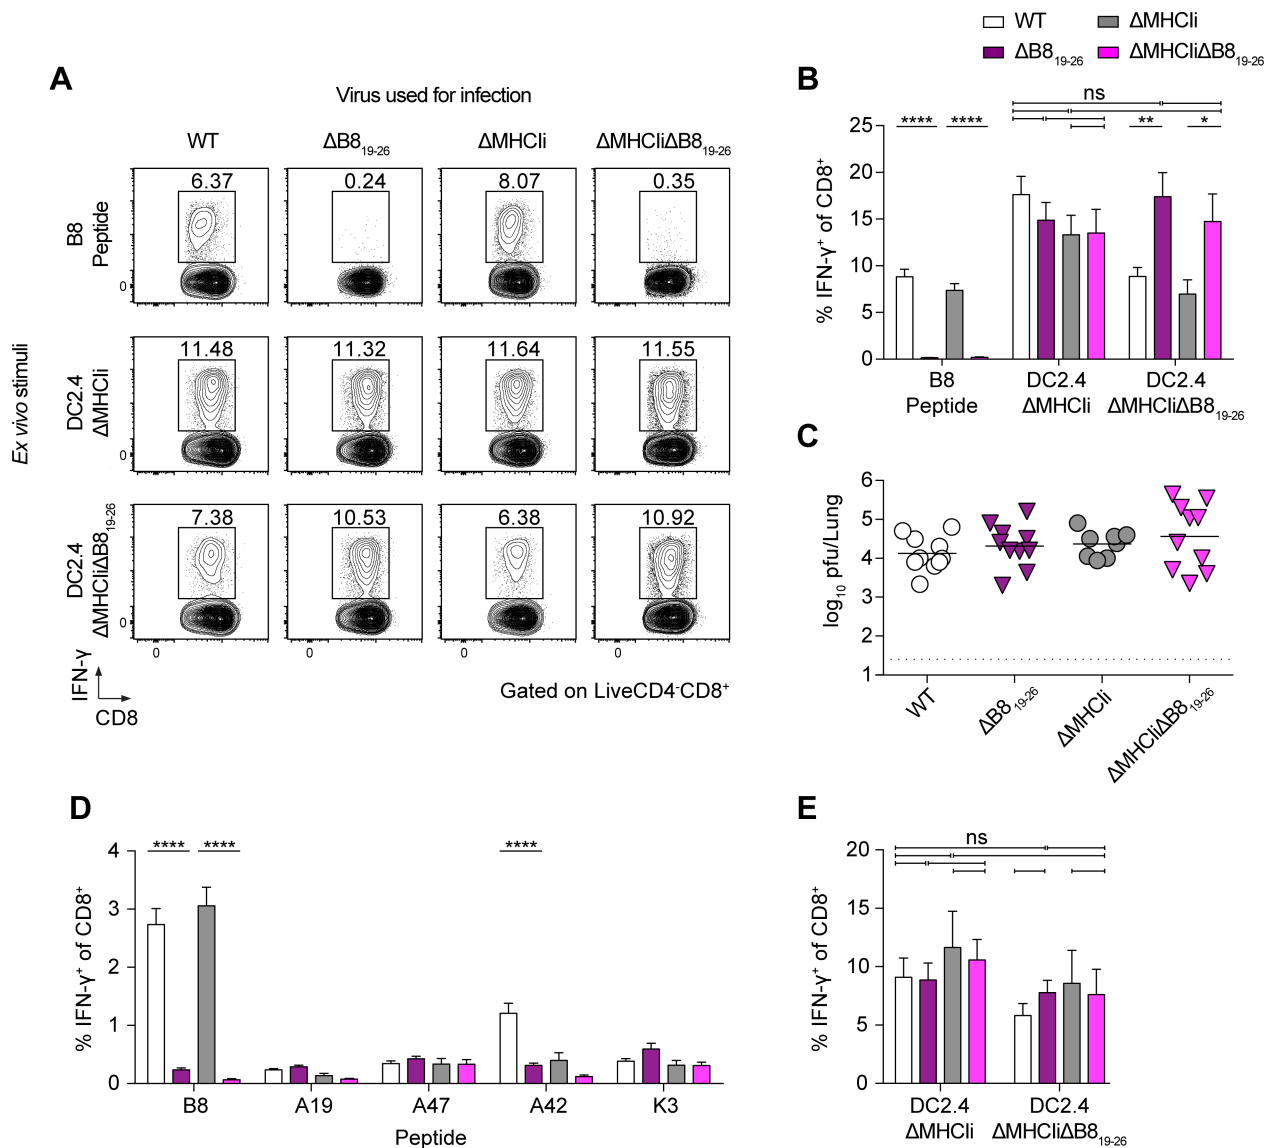 WT
ΔMHCIi
ΔB8₁₉₋₂₆
ΔMHCIiΔB8₁₉₋₂₆
A
Virus used for infection
WT
ΔB8₁₉₋₂₆
ΔMHCIi
ΔMHCIiΔB8₁₉₋₂₆
Ex vivo stimuli
B8
Peptide
6.37
0.24
8.07
0.35
0
DC2.4
ΔMHCIi
11.48
11.32
11.64
11.55
0
DC2.4
ΔMHCIiΔB8₁₉₋₂₆
7.38
10.53
6.38
10.92
0
0
0
0
0
IFN-γ
CD8
Gated on LiveCD4⁻CD8⁺
B
ns
**** **** ** *
% IFN-γ⁺ of CD8⁺
25
20
15
10
5
0
B8
Peptide
DC2.4
ΔMHCIi
DC2.4
ΔMHCIiΔB8₁₉₋₂₆
C
log₁₀ pfu/Lung
6
5
4
3
2
1
WT
ΔB8₁₉₋₂₆
ΔMHCIi
ΔMHCIiΔB8₁₉₋₂₆
D
**** **** ****
% IFN-γ⁺ of CD8⁺
4
3
2
1
0
B8
A19
A47
A42
K3
Peptide
E
ns
% IFN-γ⁺ of CD8⁺
20
15
10
5
0
DC2.4
ΔMHCIi
DC2.4
ΔMHCIiΔB8₁₉₋₂₆